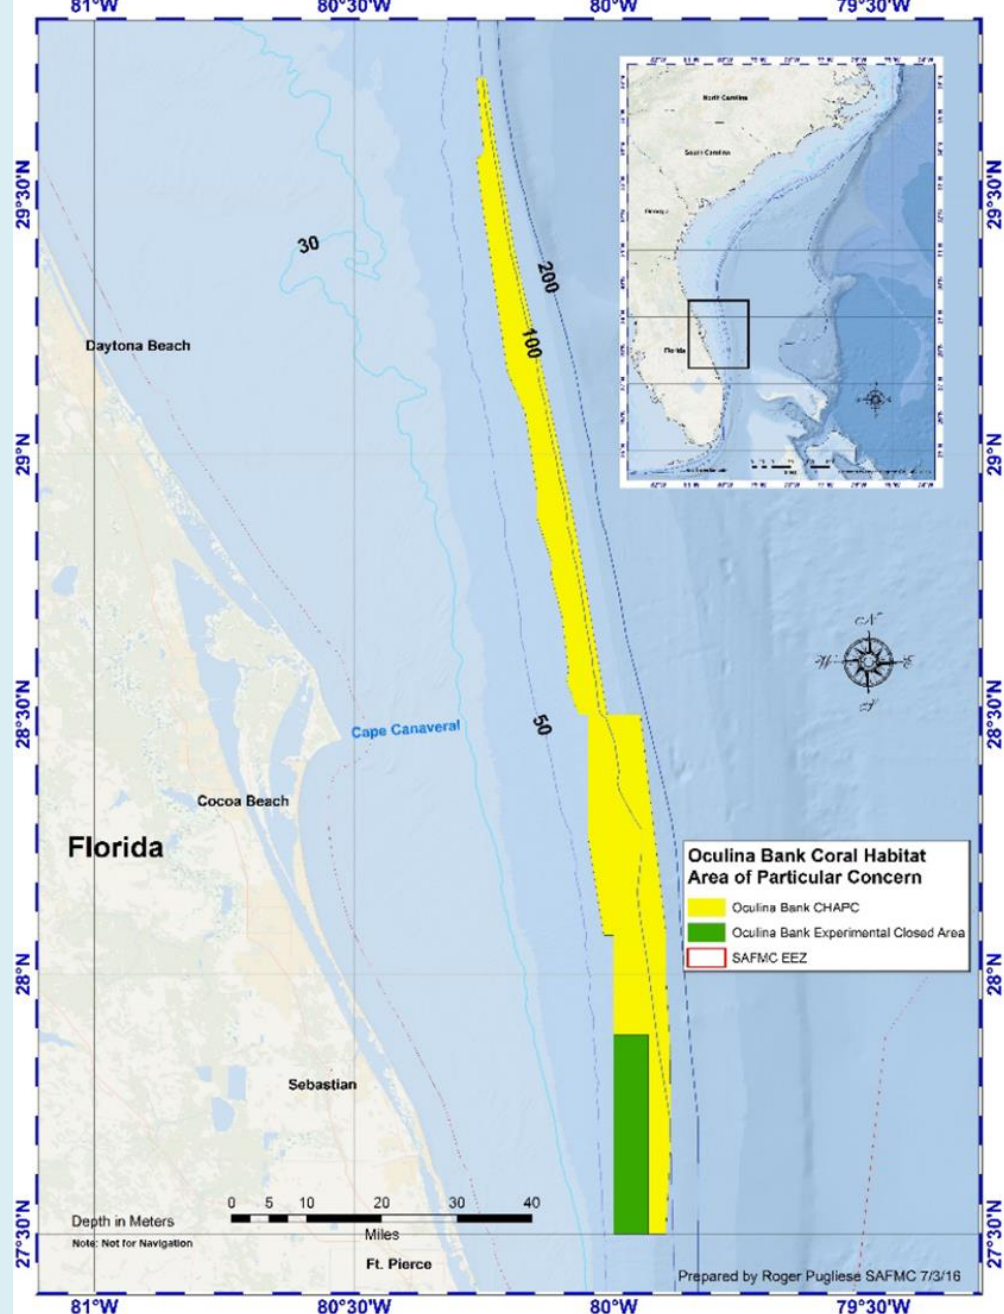 81°W 80°30'W 80°W 79°30'W
29°30'N
29°30'N
North Carolina
South Carolina
Georgia
Florida
30
200
100
Daytona Beach
29°N
29°N
N
W E
S
28°30'N
28°30'N
50
Cape Canaveral
Cocoa Beach
Florida
Oculina Bank Coral Habitat
Area of Particular Concern
Oculina Bank CHAPC
Oculina Bank Experimental Closed Area
SAFMC EEZ
28°N
28°N
Sebastian
0 5 10 20 30 40
Miles
Depth in Meters
Note: Not for Navigation
27°30'N
27°30'N
Ft. Pierce
Prepared by Roger Pugliese SAFMC 7/3/16
81°W 80°30'W 80°W 79°30'W